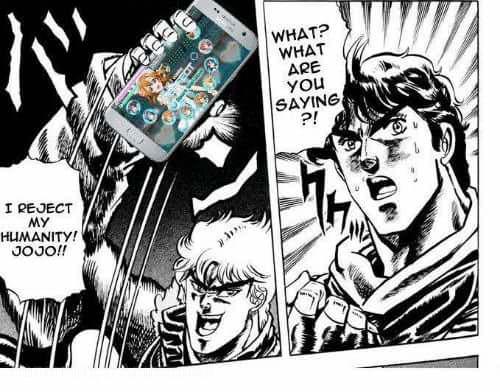 I REJECT
MY
HUMANITY!
JOJO!!
WHAT?
WHAT
ARE
YOU
SAYING
?!